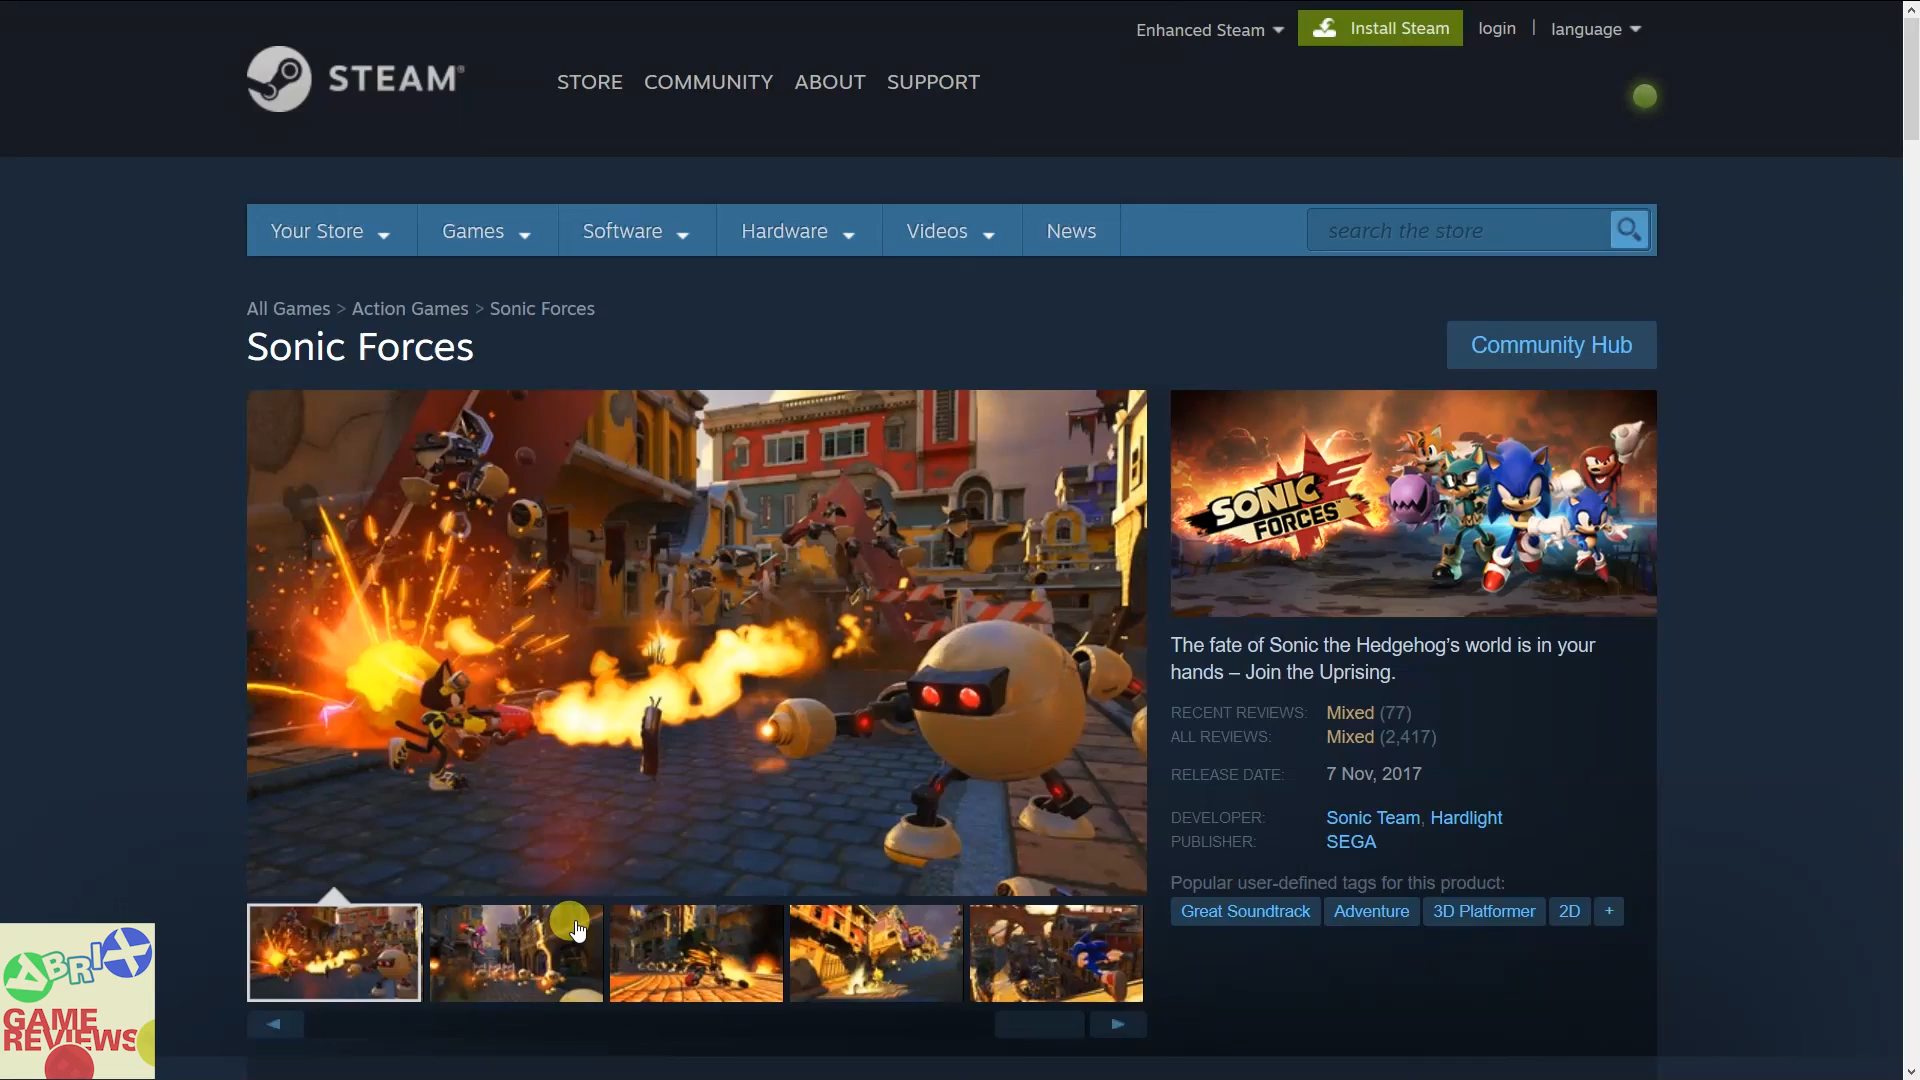 Enhanced Steam
Install Steam
login
language
STEAM®
STORE
COMMUNITY
ABOUT
SUPPORT
Your Store
Games
Software
Hardware
Videos
News
search the store
All Games > Action Games > Sonic Forces
Sonic Forces
Community Hub
SONIC
FORCES™
The fate of Sonic the Hedgehog’s world is in your
hands – Join the Uprising.
RECENT REVIEWS: Mixed (77)
ALL REVIEWS: Mixed (2,417)
RELEASE DATE: 7 Nov, 2017
DEVELOPER: Sonic Team, Hardlight
PUBLISHER: SEGA
Popular user-defined tags for this product:
Great Soundtrack
Adventure
3D Platformer
2D
+
ABRIX
GAME
REVIEWS